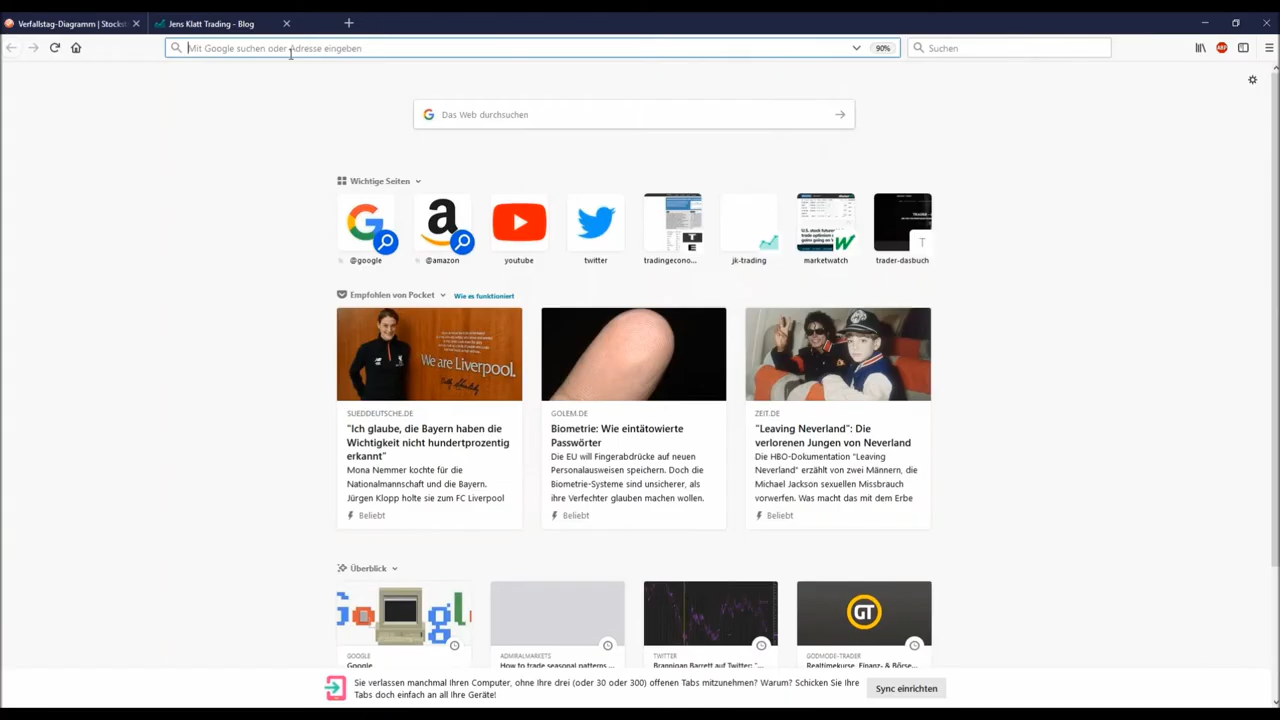 Verfallstag-Diagramm | Stockst
Jens Klatt Trading - Blog
Mit Google suchen oder Adresse eingeben
90%
Suchen
ABP
Das Web durchsuchen
Wichtige Seiten
@google
@amazon
youtube
twitter
tradingecono...
jk-trading
marketwatch
trader-dasbuch
Empfohlen von Pocket
Wie es funktioniert
We are Liverpool.
SUEDDEUTSCHE.DE
"Ich glaube, die Bayern haben die
Wichtigkeit nicht hundertprozentig
erkannt"
Mona Nemmer kochte für die
Nationalmannschaft und die Bayern.
Jürgen Klopp holte sie zum FC Liverpool
Beliebt
GOLEM.DE
Biometrie: Wie eintätowierte
Passwörter
Die EU will Fingerabdrücke auf neuen
Personalausweisen speichern. Doch die
Biometrie-Systeme sind unsicherer, als
ihre Verfechter glauben machen wollen.
Beliebt
ZEIT.DE
"Leaving Neverland": Die
verlorenen Jungen von Neverland
Die HBO-Dokumentation "Leaving
Neverland" erzählt von zwei Männern, die
Michael Jackson sexuellen Missbrauch
vorwerfen. Was macht das mit dem Erbe
Beliebt
Überblick
GT
GOOGLE
Google
ADMIRALMARKETS
How to trade seasonal patterns ...
TWITTER
Brannigan Barrett auf Twitter: "...
GODMODE-TRADER
Realtimekurse, Finanz- & Börse...
Sie verlassen manchmal Ihren Computer, ohne Ihre drei (oder 30 oder 300) offenen Tabs mitzunehmen? Warum? Schicken Sie Ihre
Tabs doch einfach an all Ihre Geräte!
Sync einrichten